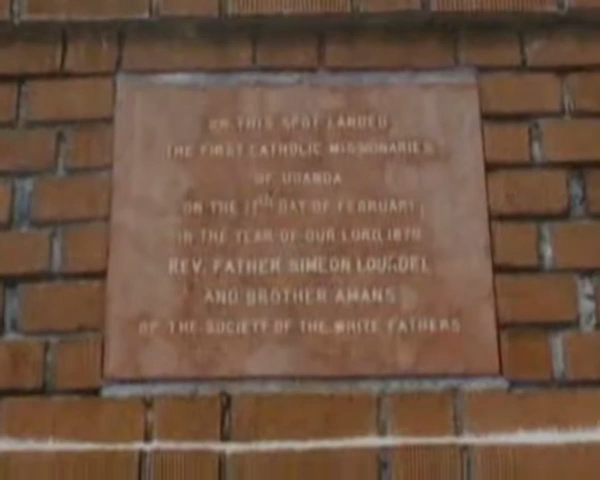 ON THIS SPOT LANDED
THE FIRST CATHOLIC MISSIONARIES
OF UGANDA
ON THE 17th DAY OF FEBRUARY,
IN THE YEAR OF OUR LORD, 1879
REV. FATHER SIMEON LOURDEL
AND BROTHER AMANS
OF THE SOCIETY OF THE WHITE FATHERS